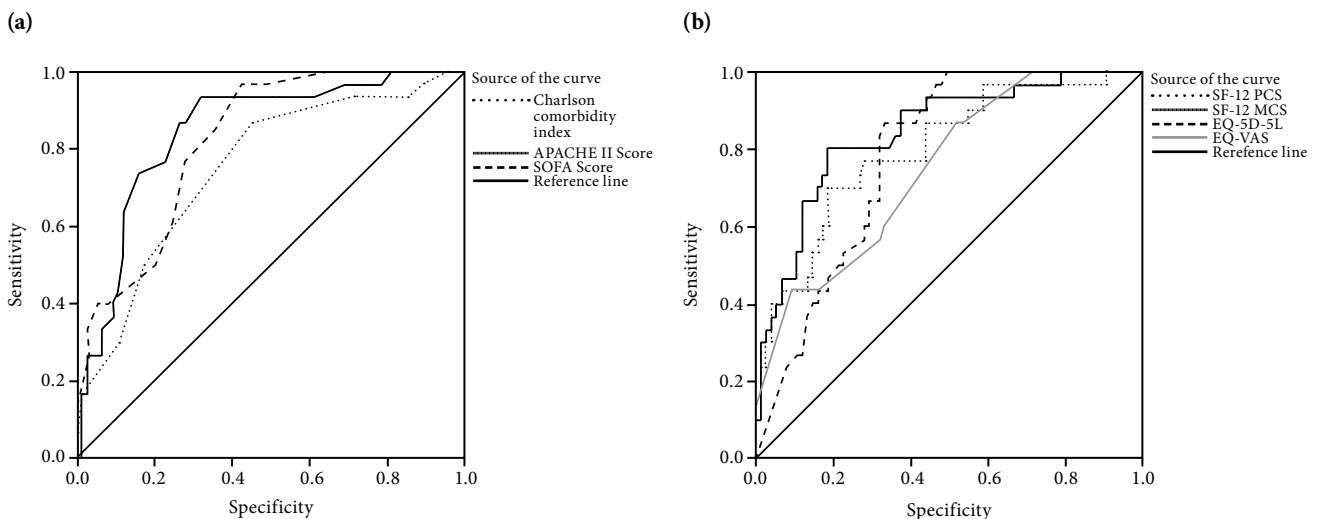 (a)
Sensitivity
1.0
0.8
0.6
0.4
0.2
0.0
0.0 0.2 0.4 0.6 0.8 1.0
Specificity
Source of the curve
Charlson
comorbidity
index
APACHE II Score
SOFA Score
Reference line
(b)
Sensitivity
1.0
0.8
0.6
0.4
0.2
0.0
0.0 0.2 0.4 0.6 0.8 1.0
Specificity
Source of the curve
SF-12 PCS
SF-12 MCS
EQ-5D-5L
EQ-VAS
Rerefence line